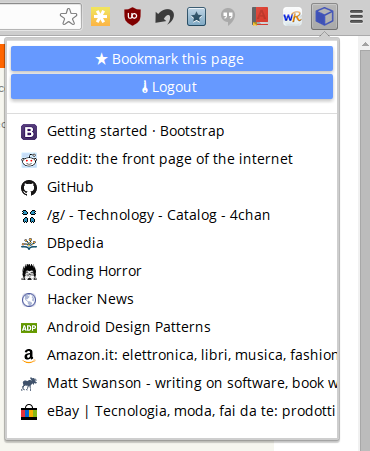 ★ Bookmark this page
Logout
Getting started · Bootstrap
reddit: the front page of the internet
GitHub
/g/ - Technology - Catalog - 4chan
DBpedia
Coding Horror
Hacker News
ADP Android Design Patterns
Amazon.it: elettronica, libri, musica, fashion
Matt Swanson - writing on software, book w
eBay | Tecnologia, moda, fai da te: prodotti